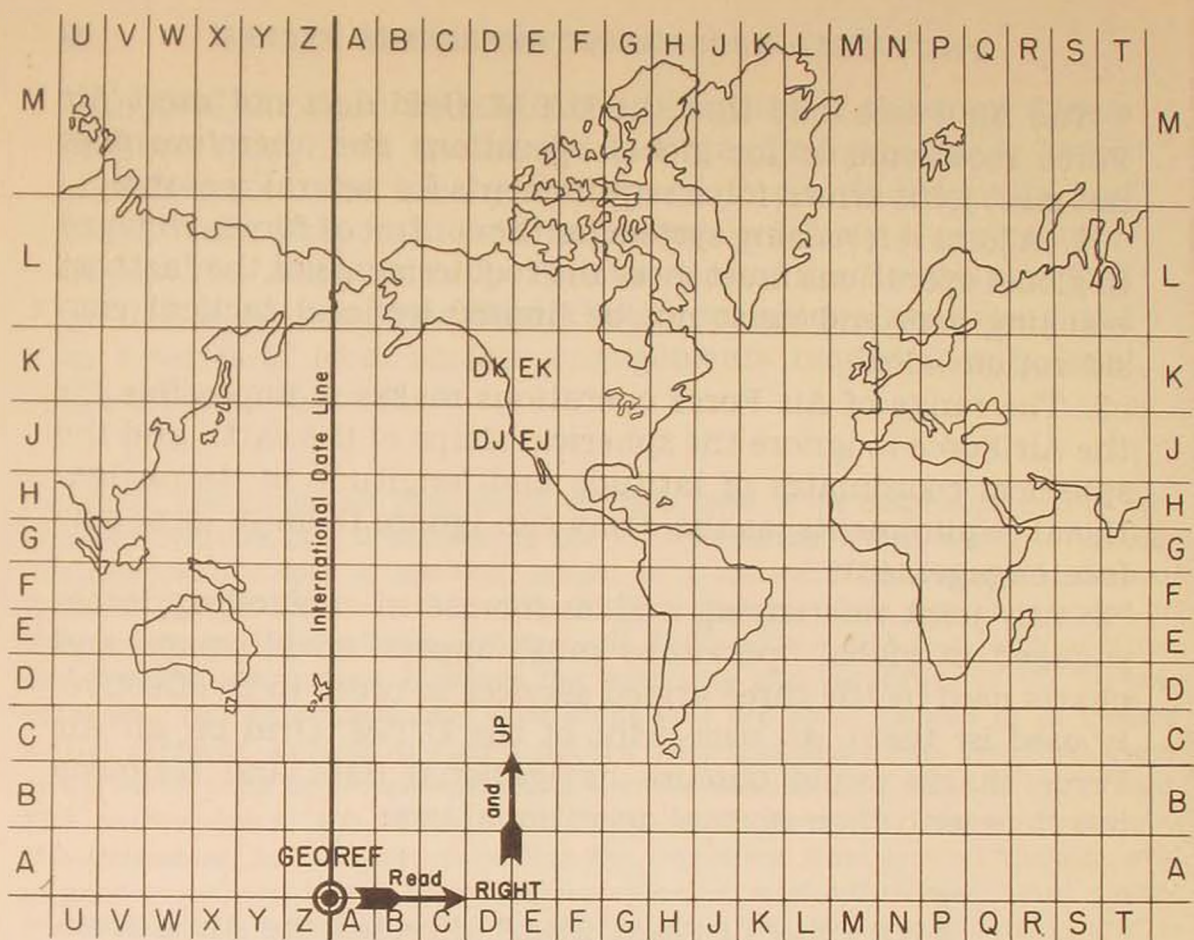 U V W X Y Z A B C D E F G H J K L M N P Q R S T
M M
L L
K DK EK K
J DJ EJ J
H H
G G
F F
E E
D D
C C
B B
A A
International Date Line
UP
and
GEOREF
Read
RIGHT
U V W X Y Z A B C D E F G H J K L M N P Q R S T